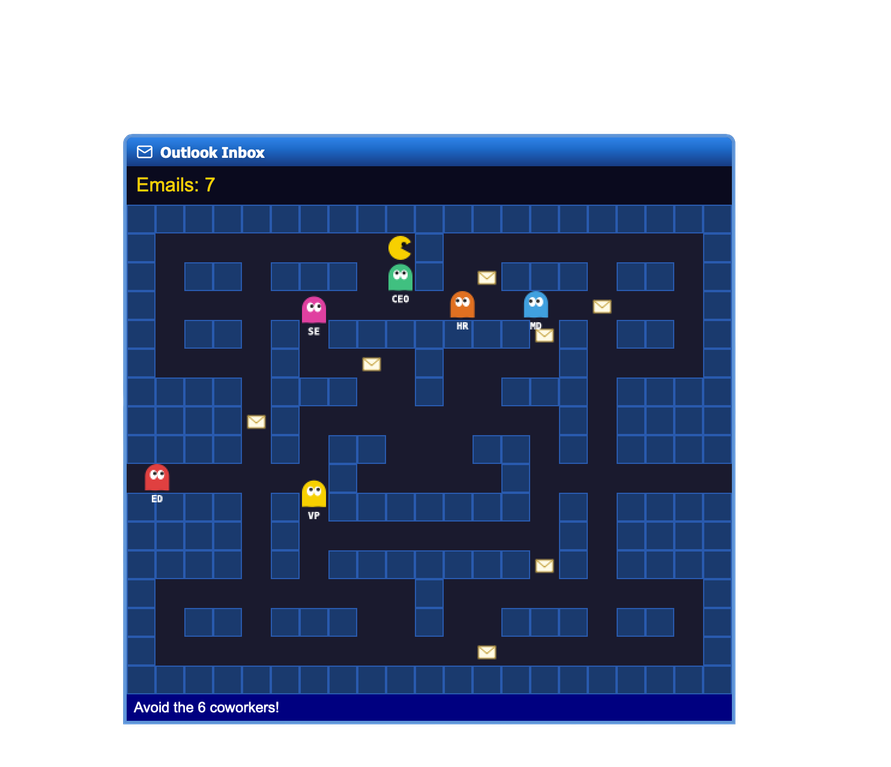 Outlook Inbox
Emails: 7
CEO
SE
HR
MD
ED
VP
Avoid the 6 coworkers!